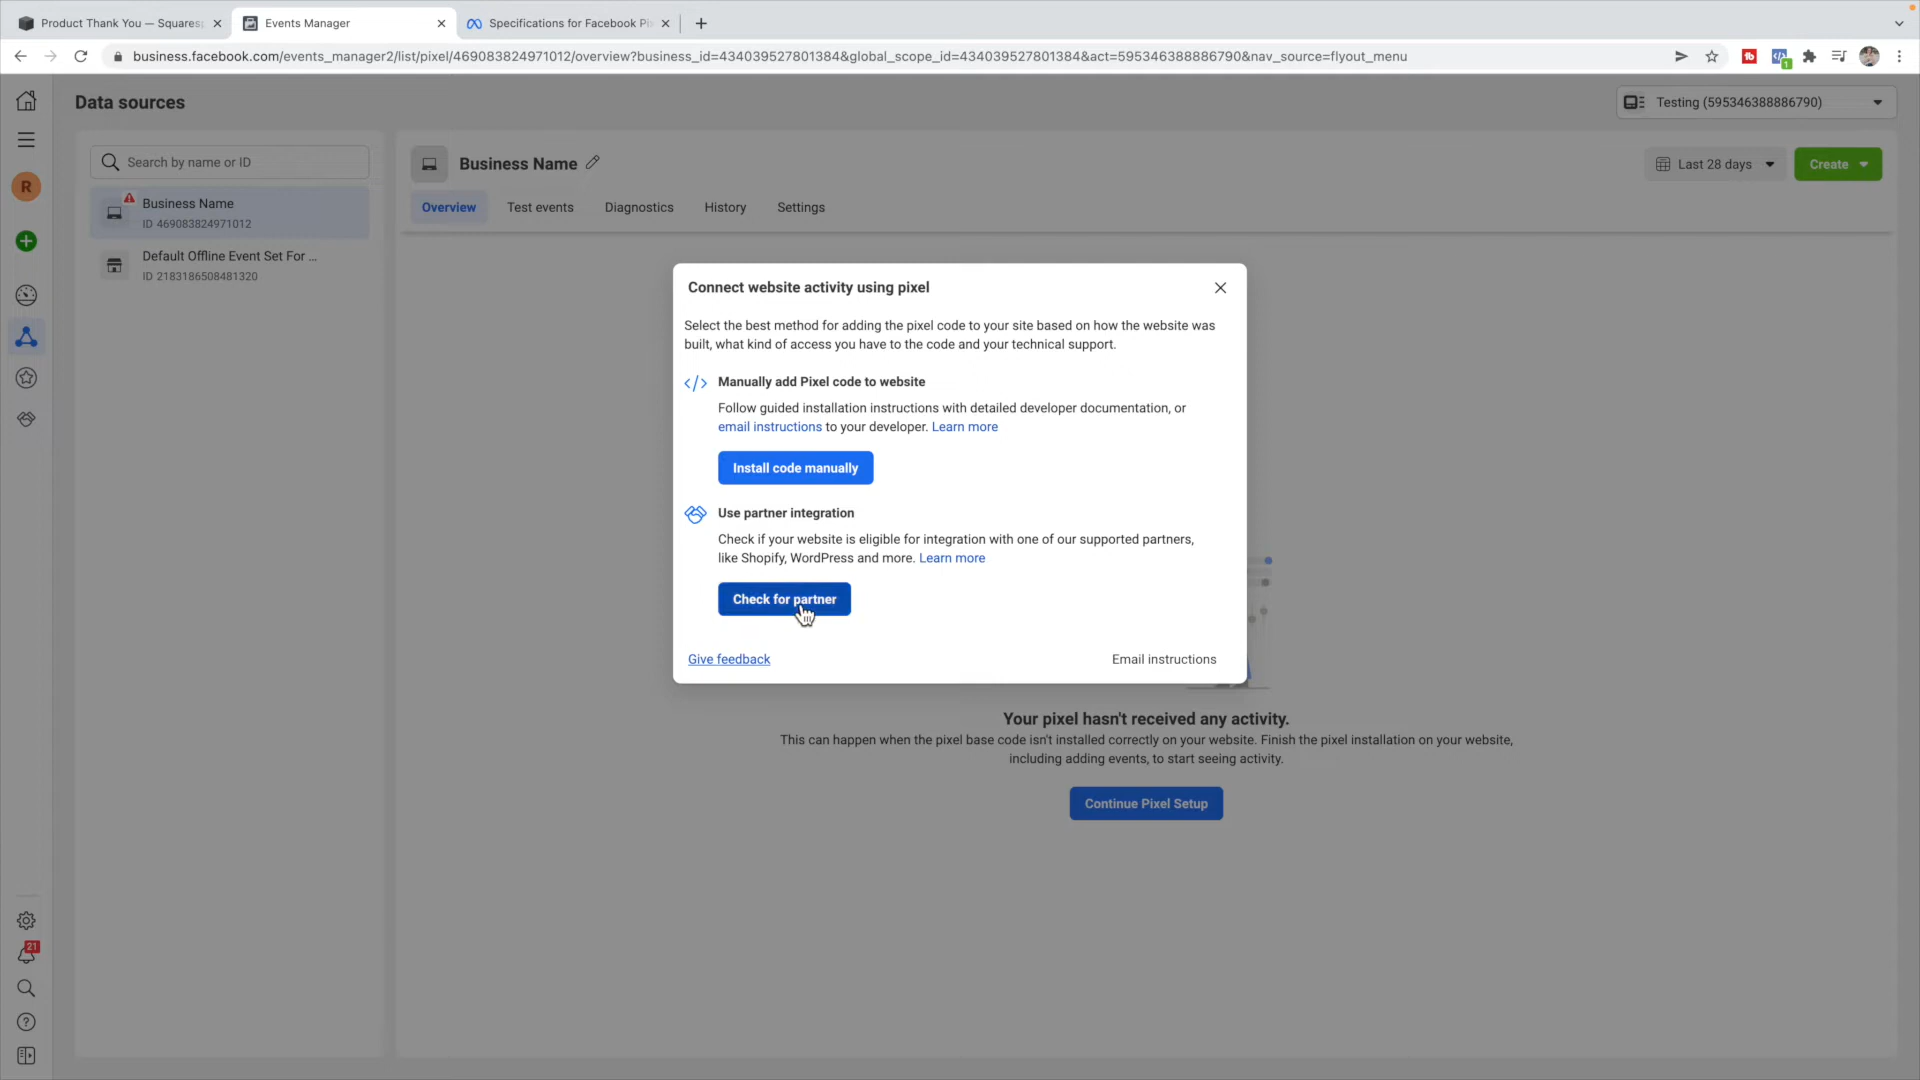 Product Thank You — Squaresp
Events Manager
Specifications for Facebook Pix
business.facebook.com/events_manager2/list/pixel/469083824971012/overview?business_id=434039527801384&global_scope_id=434039527801384&act=595346388886790&nav_source=flyout_menu
1
Data sources
Testing (595346388886790)
Search by name or ID
Business Name
Last 28 days
Create
R
Business Name
ID 469083824971012
Overview
Test events
Diagnostics
History
Settings
Default Offline Event Set For ...
ID 2183186508481320
Connect website activity using pixel
Select the best method for adding the pixel code to your site based on how the website was
built, what kind of access you have to the code and your technical support.
Manually add Pixel code to website
Follow guided installation instructions with detailed developer documentation, or
email instructions to your developer. Learn more
Install code manually
Use partner integration
Check if your website is eligible for integration with one of our supported partners,
like Shopify, WordPress and more. Learn more
Check for partner
Give feedback
Email instructions
Your pixel hasn't received any activity.
This can happen when the pixel base code isn't installed correctly on your website. Finish the pixel installation on your website,
including adding events, to start seeing activity.
Continue Pixel Setup
21